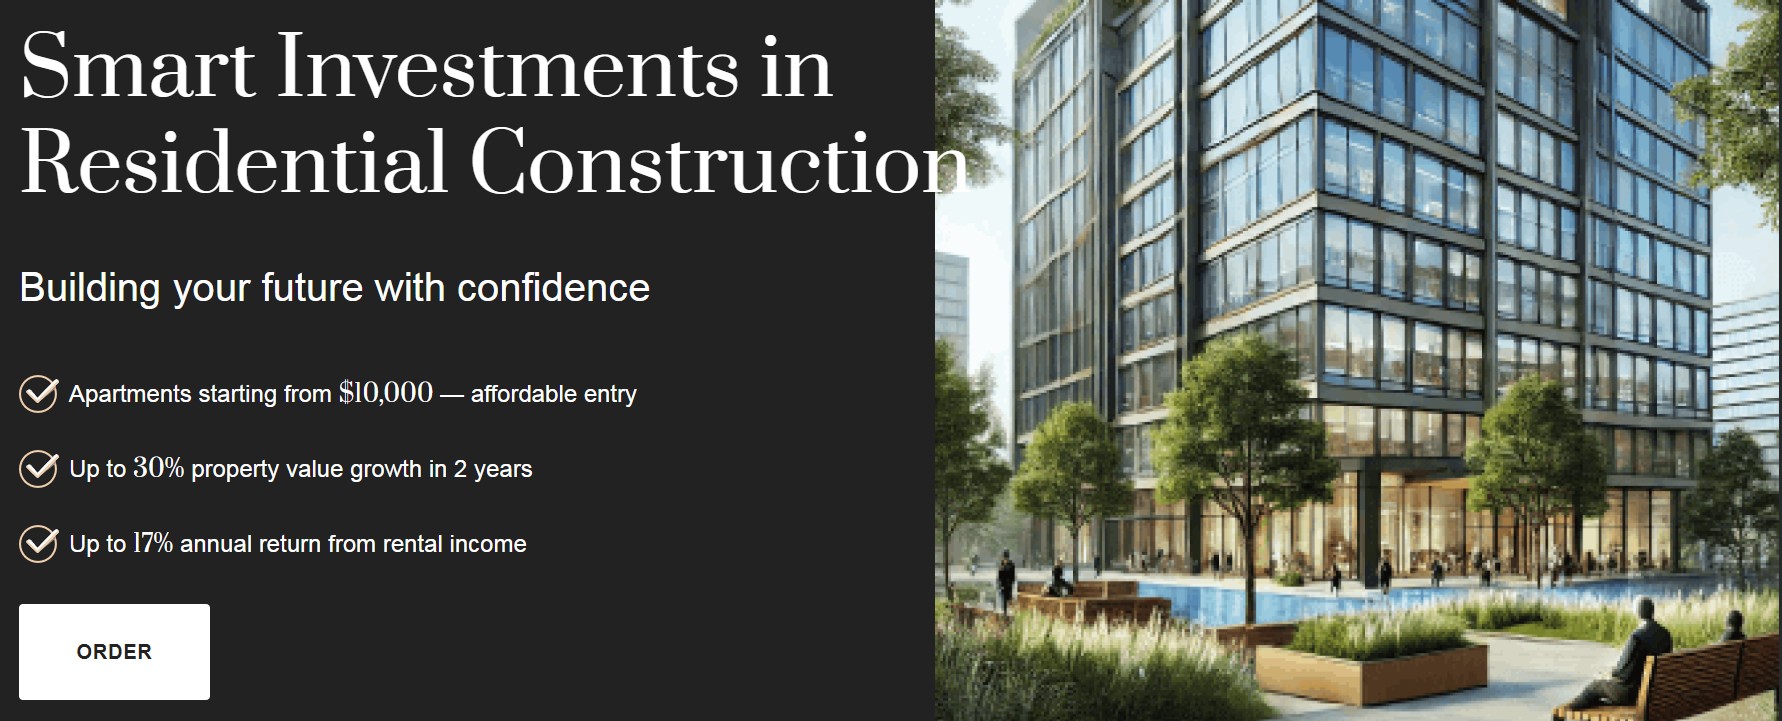 Smart Investments in
Residential Construction
Building your future with confidence
Apartments starting from $10,000 — affordable entry
Up to 30% property value growth in 2 years
Up to 17% annual return from rental income
ORDER